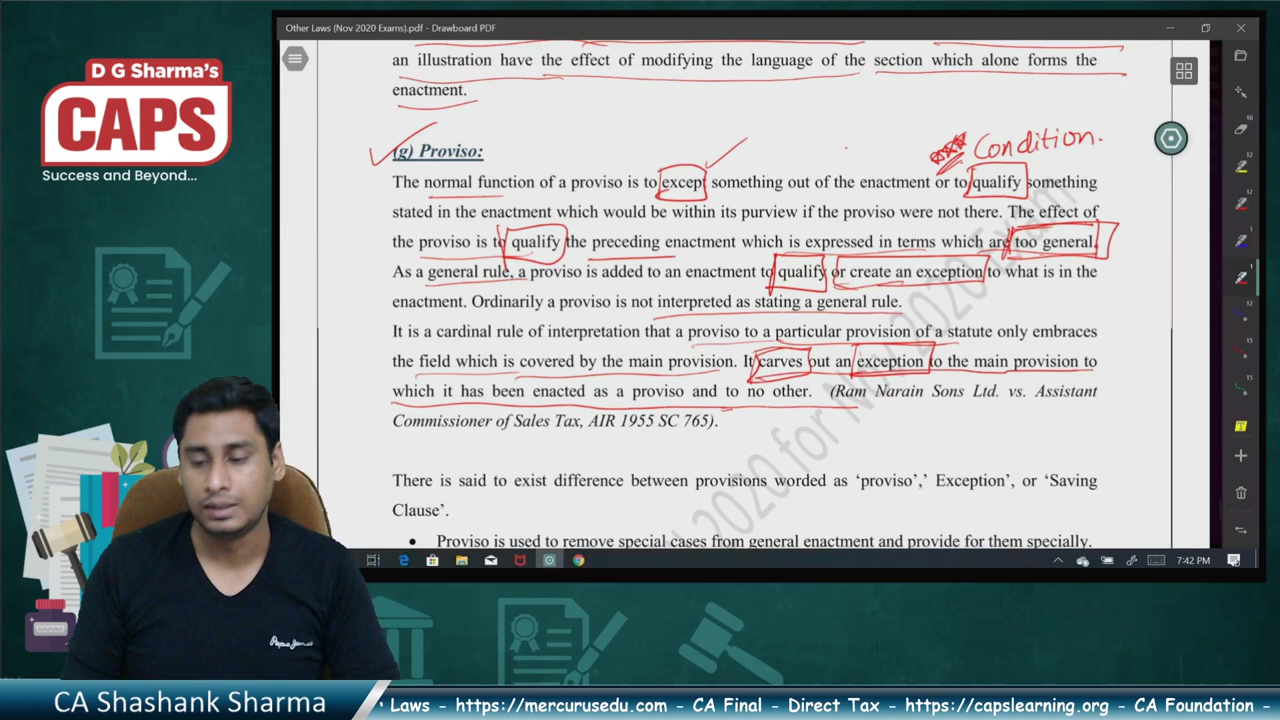 Other Laws (Nov 2020 Exams).pdf - Drawboard PDF
D G Sharma's
CAPS
Success and Beyond...
an illustration have the effect of modifying the language of the section which alone forms the
enactment.
(g) Proviso:
Condition.
The normal function of a proviso is to except something out of the enactment or to qualify something
stated in the enactment which would be within its purview if the proviso were not there. The effect of
the proviso is to qualify the preceding enactment which is expressed in terms which are too general.
As a general rule, a proviso is added to an enactment to qualify or create an exception to what is in the
enactment. Ordinarily a proviso is not interpreted as stating a general rule.
It is a cardinal rule of interpretation that a proviso to a particular provision of a statute only embraces
the field which is covered by the main provision. It carves out an exception to the main provision to
which it has been enacted as a proviso and to no other. (Ram Narain Sons Ltd. vs. Assistant
Commissioner of Sales Tax, AIR 1955 SC 765).
There is said to exist difference between provisions worded as ‘proviso’,’ Exception’, or ‘Saving
Clause’.
• Proviso is used to remove special cases from general enactment and provide for them specially.
2020 for Nov 2020 Exam
7:42 PM
Pepe Jeans
CA Shashank Sharma
• Laws - https://mercurusedu.com - CA Final - Direct Tax - https://capslearning.org - CA Foundation -